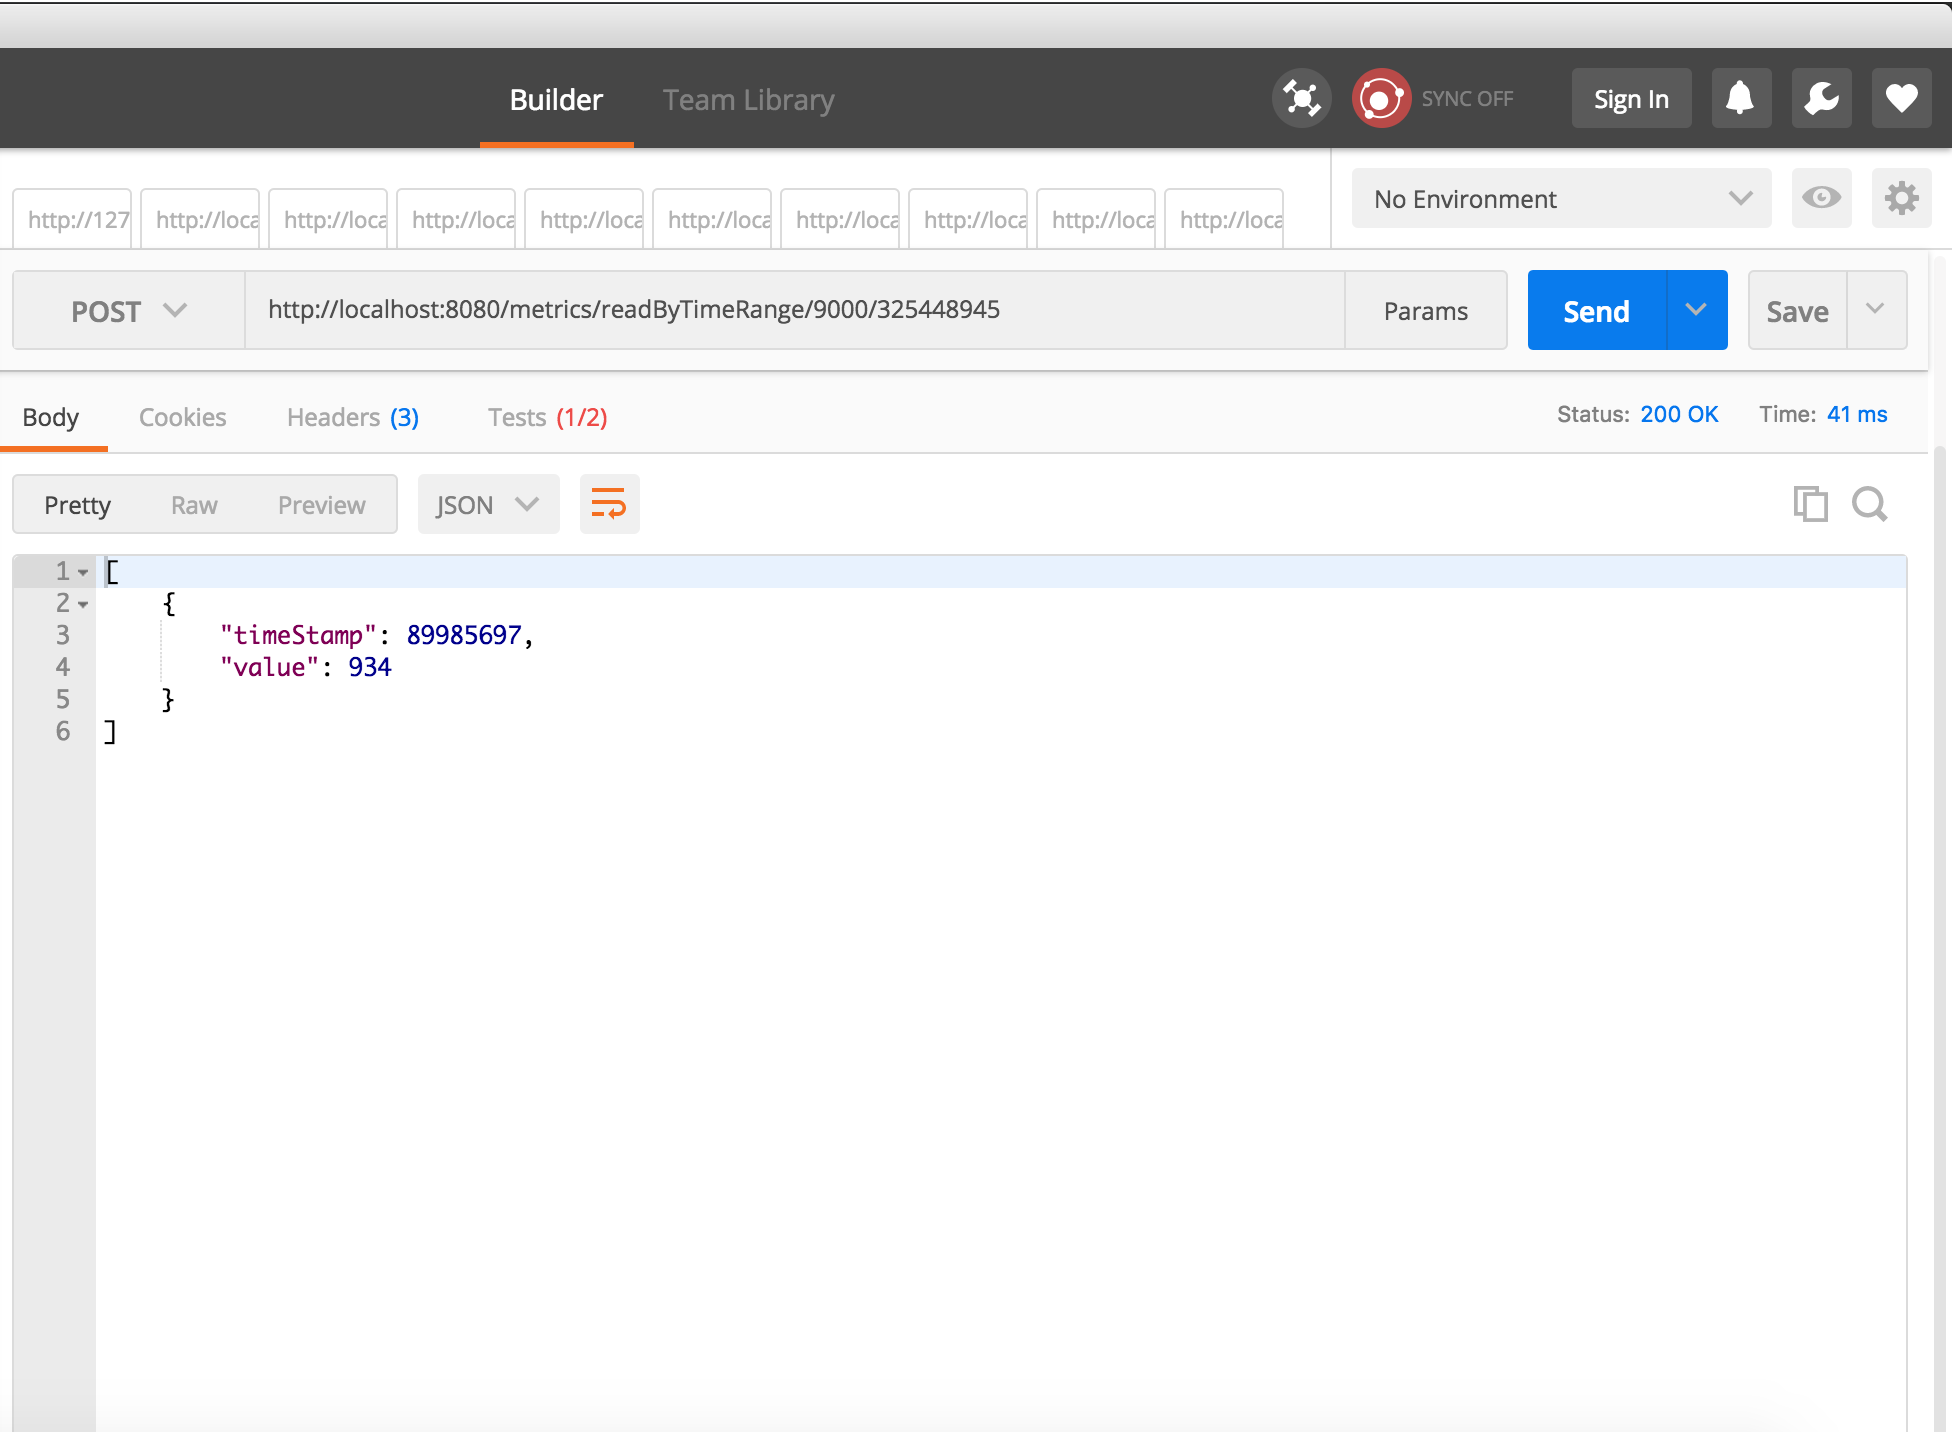 Builder Team Library SYNC OFF Sign In
http://127 http://loca http://loca http://loca http://loca http://loca http://loca http://loca http://loca http://loca No Environment
POST http://localhost:8080/metrics/readByTimeRange/9000/325448945 Params Send Save
Body Cookies Headers (3) Tests (1/2) Status: 200 OK Time: 41 ms
Pretty Raw Preview JSON
1 [
2 {
3 "timeStamp": 89985697,
4 "value": 934
5 }
6 ]